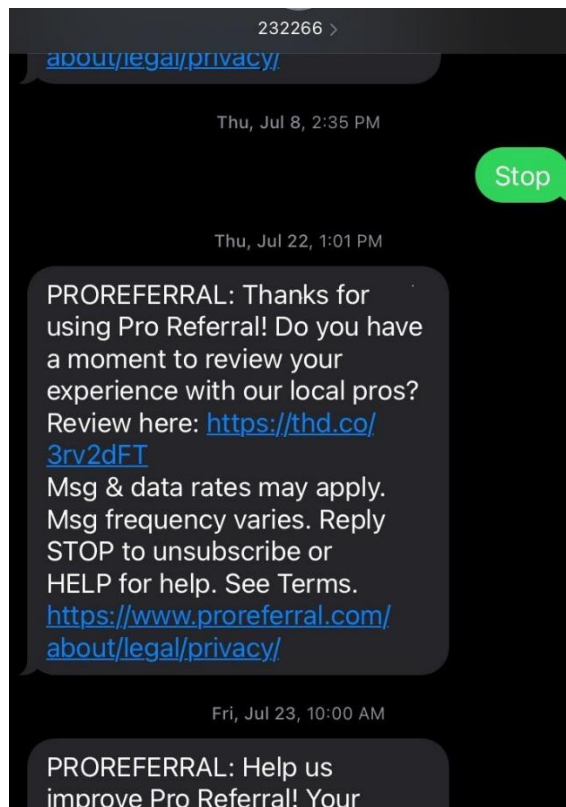 232266 >
about/legal/privacy/
Thu, Jul 8, 2:35 PM
Stop
Thu, Jul 22, 1:01 PM
PROREFERRAL: Thanks for
using Pro Referral! Do you have
a moment to review your
experience with our local pros?
Review here: https://thd.co/
3rv2dFT
Msg & data rates may apply.
Msg frequency varies. Reply
STOP to unsubscribe or
HELP for help. See Terms.
https://www.proreferral.com/
about/legal/privacy/
Fri, Jul 23, 10:00 AM
PROREFERRAL: Help us
improve Pro Referral! Your